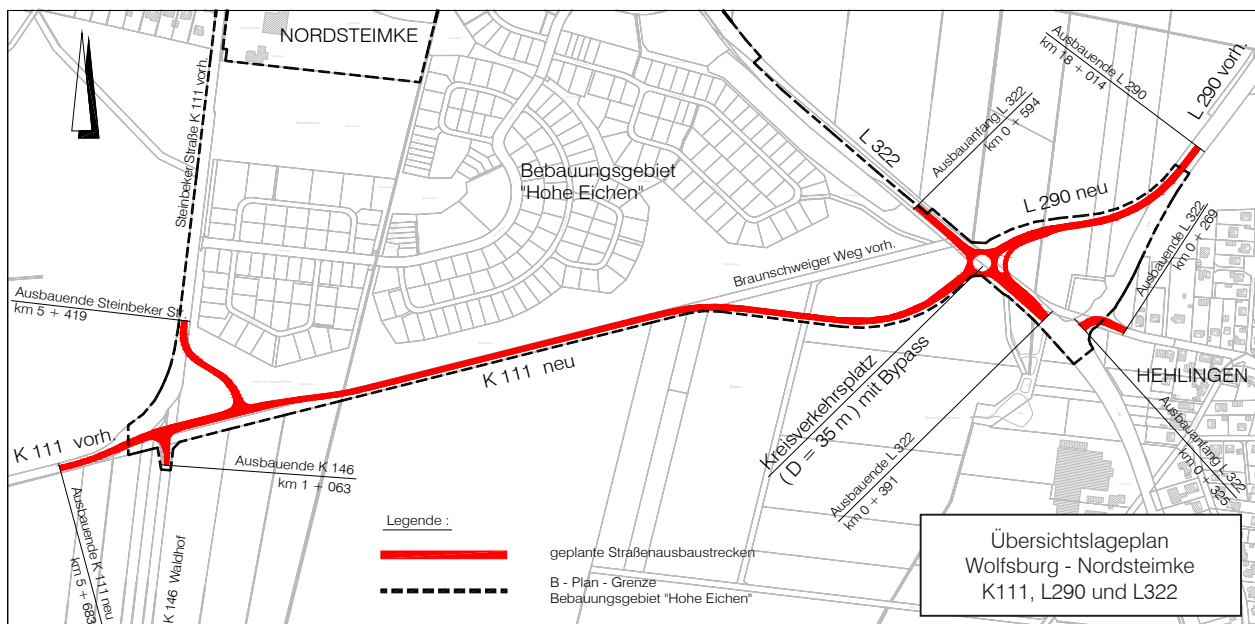 NORDSTEIMKE
Steinbeker Straße K 111 vorh.
Bebauungsgebiet
"Hohe Eichen"
L 322
Ausbauanfang L 322
km 0 + 594
Ausbauende L 290
km 18 + 014
L 290 vorh.
L 290 neu
Ausbauende L 322
km 0 + 269
Braunschweiger Weg vorh.
Ausbauende Steinbeker Str.
km 5 + 419
K 111 neu
K 111 vorh.
Ausbauende K 146
km 1 + 063
Ausbauende K 111 neu
km 5 + 683
K 146 Waldhof
Kreisverkehrsplatz
( D = 35 m ) mit Bypass
Ausbauende L 322
km 0 + 391
HEHLINGEN
Ausbauanfang L 322
km 0 + 325
Legende :
geplante Straßenausbaustrecken
B - Plan - Grenze
Bebauungsgebiet "Hohe Eichen"
Übersichtslageplan
Wolfsburg - Nordsteimke
K111, L290 und L322